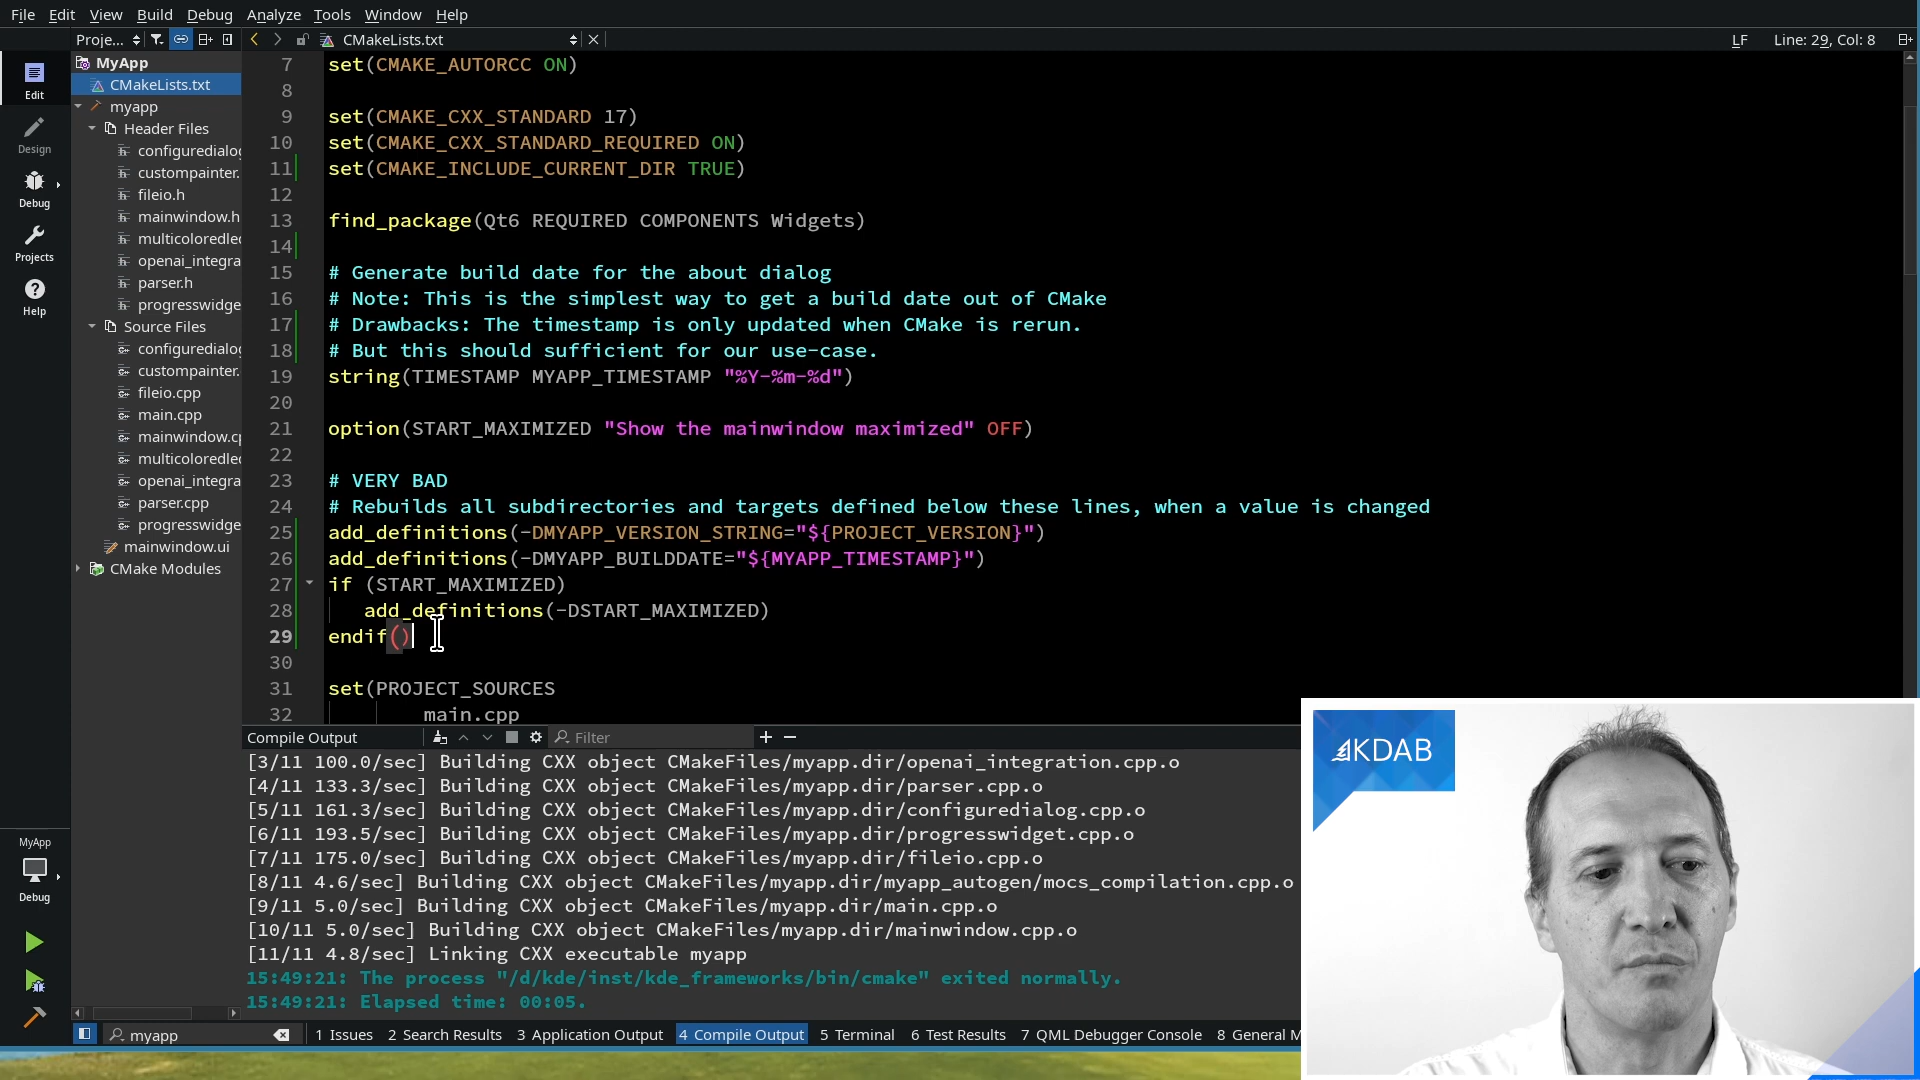 File Edit View Build Debug Analyze Tools Window Help
Proje... CMakeLists.txt LF Line: 29, Col: 8
MyApp
CMakeLists.txt
myapp
Header Files
configuredialog
custompainter.
fileio.h
mainwindow.h
multicoloredled
openai_integra
parser.h
progresswidge
Source Files
configuredialog
custompainter.
fileio.cpp
main.cpp
mainwindow.cp
multicoloredled
openai_integra
parser.cpp
progresswidge
mainwindow.ui
CMake Modules
Edit
Design
Debug
Projects
Help
MyApp
Debug
7 set(CMAKE_AUTORCC ON)
8
9 set(CMAKE_CXX_STANDARD 17)
10 set(CMAKE_CXX_STANDARD_REQUIRED ON)
11 set(CMAKE_INCLUDE_CURRENT_DIR TRUE)
12
13 find_package(Qt6 REQUIRED COMPONENTS Widgets)
14
15 # Generate build date for the about dialog
16 # Note: This is the simplest way to get a build date out of CMake
17 # Drawbacks: The timestamp is only updated when CMake is rerun.
18 # But this should sufficient for our use-case.
19 string(TIMESTAMP MYAPP_TIMESTAMP "%Y-%m-%d")
20
21 option(START_MAXIMIZED "Show the mainwindow maximized" OFF)
22
23 # VERY BAD
24 # Rebuilds all subdirectories and targets defined below these lines, when a value is changed
25 add_definitions(-DMYAPP_VERSION_STRING="${PROJECT_VERSION}")
26 add_definitions(-DMYAPP_BUILDDATE="${MYAPP_TIMESTAMP}")
27 if (START_MAXIMIZED)
28 add_definitions(-DSTART_MAXIMIZED)
29 endif()
30
31 set(PROJECT_SOURCES
32 main.cpp
Compile Output Filter
[3/11 100.0/sec] Building CXX object CMakeFiles/myapp.dir/openai_integration.cpp.o
[4/11 133.3/sec] Building CXX object CMakeFiles/myapp.dir/parser.cpp.o
[5/11 161.3/sec] Building CXX object CMakeFiles/myapp.dir/configuredialog.cpp.o
[6/11 193.5/sec] Building CXX object CMakeFiles/myapp.dir/progresswidget.cpp.o
[7/11 175.0/sec] Building CXX object CMakeFiles/myapp.dir/fileio.cpp.o
[8/11 4.6/sec] Building CXX object CMakeFiles/myapp.dir/myapp_autogen/mocs_compilation.cpp.o
[9/11 5.0/sec] Building CXX object CMakeFiles/myapp.dir/main.cpp.o
[10/11 5.0/sec] Building CXX object CMakeFiles/myapp.dir/mainwindow.cpp.o
[11/11 4.8/sec] Linking CXX executable myapp
15:49:21: The process "/d/kde/inst/kde_frameworks/bin/cmake" exited normally.
15:49:21: Elapsed time: 00:05.
myapp 1 Issues 2 Search Results 3 Application Output 4 Compile Output 5 Terminal 6 Test Results 7 QML Debugger Console 8 General M
KDAB